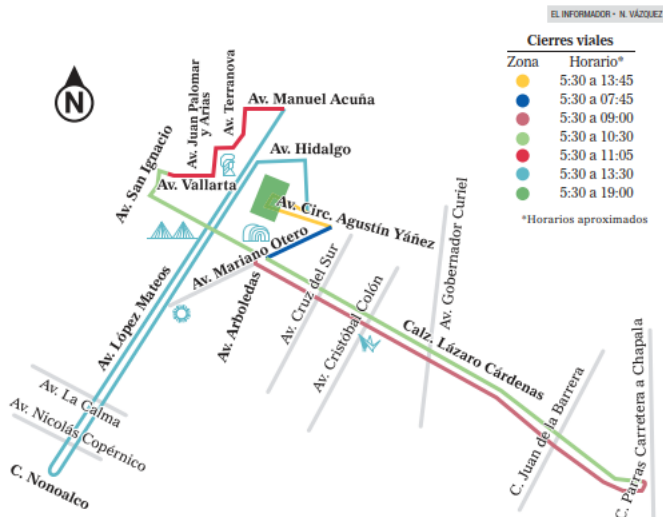 EL INFORMADOR • N. VÁZQUEZ
Cierres viales
Zona Horario*
5:30 a 13:45
5:30 a 07:45
5:30 a 09:00
5:30 a 10:30
5:30 a 11:05
5:30 a 13:30
5:30 a 19:00
*Horarios aproximados
N
Av. San Ignacio
Av. Juan Palomar
y Arias
Av. Terranova
Av. Manuel Acuña
Av. Hidalgo
Av. Vallarta
Av. Circ. Agustín Yáñez
Av. Mariano Otero
Av. López Mateos
Av. Arboledas
Av. Cruz del Sur
Av. Cristóbal Colón
Av. Gobernador Curiel
Calz. Lázaro Cárdenas
Av. La Calma
Av. Nicolás Copérnico
C. Nonoalco
C. Juan de la Barrera
C. Parras Carretera a Chapala